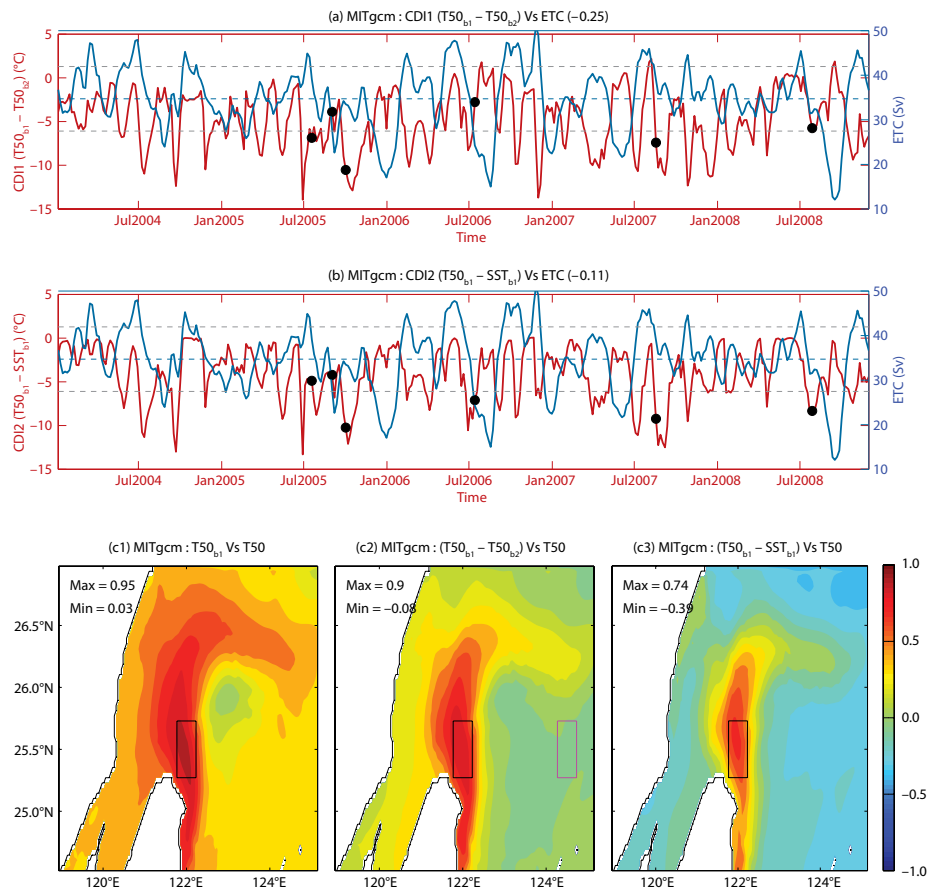 (a) MITgcm : CDI1 (T50b1 − T50b2) Vs ETC (−0.25)
5
0
−5
−10
−15
CDI1 (T50b1 − T50b2) (°C)
50
40
30
20
10
ETC (Sv)
Jul2004 Jan2005 Jul2005 Jan2006 Jul2006 Jan2007 Jul2007 Jan2008 Jul2008
Time
(b) MITgcm : CDI2 (T50b1 − SSTb1) Vs ETC (−0.11)
5
0
−5
−10
−15
CDI2 (T50b1 − SSTb1) (°C)
50
40
30
20
10
ETC (Sv)
Jul2004 Jan2005 Jul2005 Jan2006 Jul2006 Jan2007 Jul2007 Jan2008 Jul2008
Time
(c1) MITgcm : T50b1 Vs T50
Max = 0.95
Min = 0.03
26.5°N
26.0°N
25.5°N
25.0°N
120°E 122°E 124°E
(c2) MITgcm : (T50b1 − T50b2) Vs T50
Max = 0.9
Min = −0.08
120°E 122°E 124°E
(c3) MITgcm : (T50b1 − SSTb1) Vs T50
Max = 0.74
Min = −0.39
120°E 122°E 124°E
1.0
0.5
0.0
−0.5
−1.0